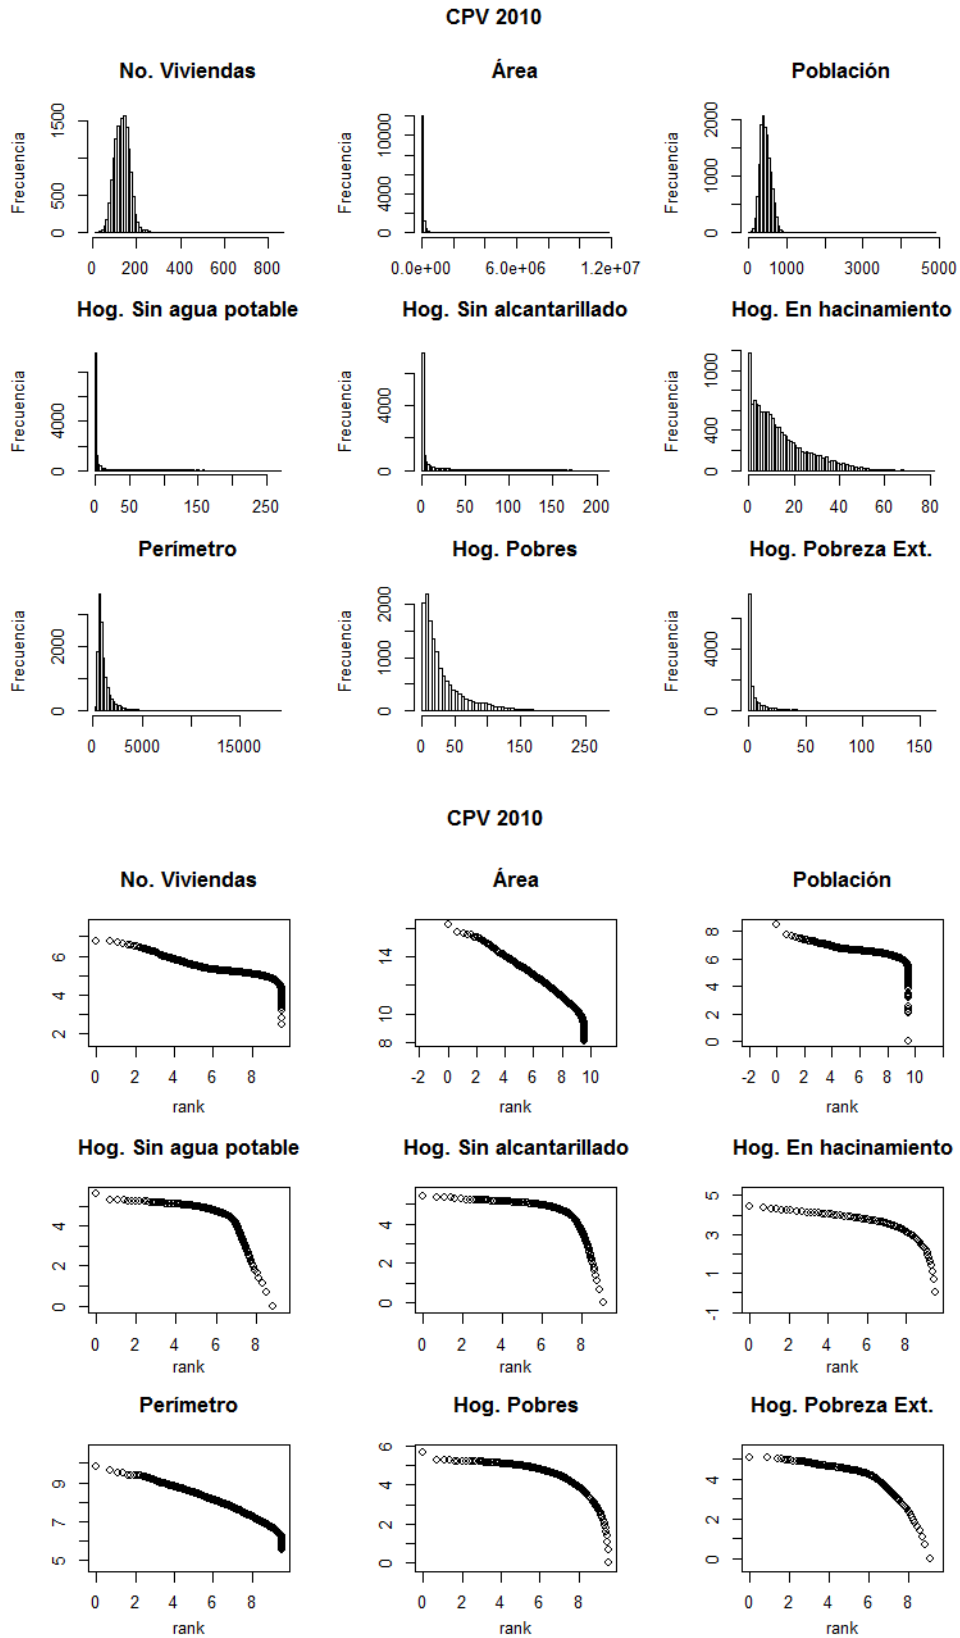 CPV 2010
No. Viviendas Área Población
Frecuencia Frecuencia Frecuencia
0 500 1500 0 4000 10000 0 1000 2000
0 200 400 600 800 0.0e+00 6.0e+06 1.2e+07 0 1000 3000 5000
Hog. Sin agua potable Hog. Sin alcantarillado Hog. En hacinamiento
Frecuencia Frecuencia Frecuencia
0 4000 0 4000 0 400 1000
0 50 150 250 0 50 100 150 200 0 20 40 60 80
Perímetro Hog. Pobres Hog. Pobreza Ext.
Frecuencia Frecuencia Frecuencia
0 2000 0 1000 2000 0 4000
0 5000 15000 0 50 150 250 0 50 100 150
CPV 2010
No. Viviendas Área Población
2 4 6 8 10 14 0 2 4 6 8
0 2 4 6 8 -2 0 2 4 6 8 10 -2 0 2 4 6 8 10
rank rank rank
Hog. Sin agua potable Hog. Sin alcantarillado Hog. En hacinamiento
0 2 4 0 2 4 -1 1 3 5
0 2 4 6 8 0 2 4 6 8 0 2 4 6 8
rank rank rank
Perímetro Hog. Pobres Hog. Pobreza Ext.
5 7 9 0 2 4 6 0 2 4
0 2 4 6 8 0 2 4 6 8 0 2 4 6 8
rank rank rank